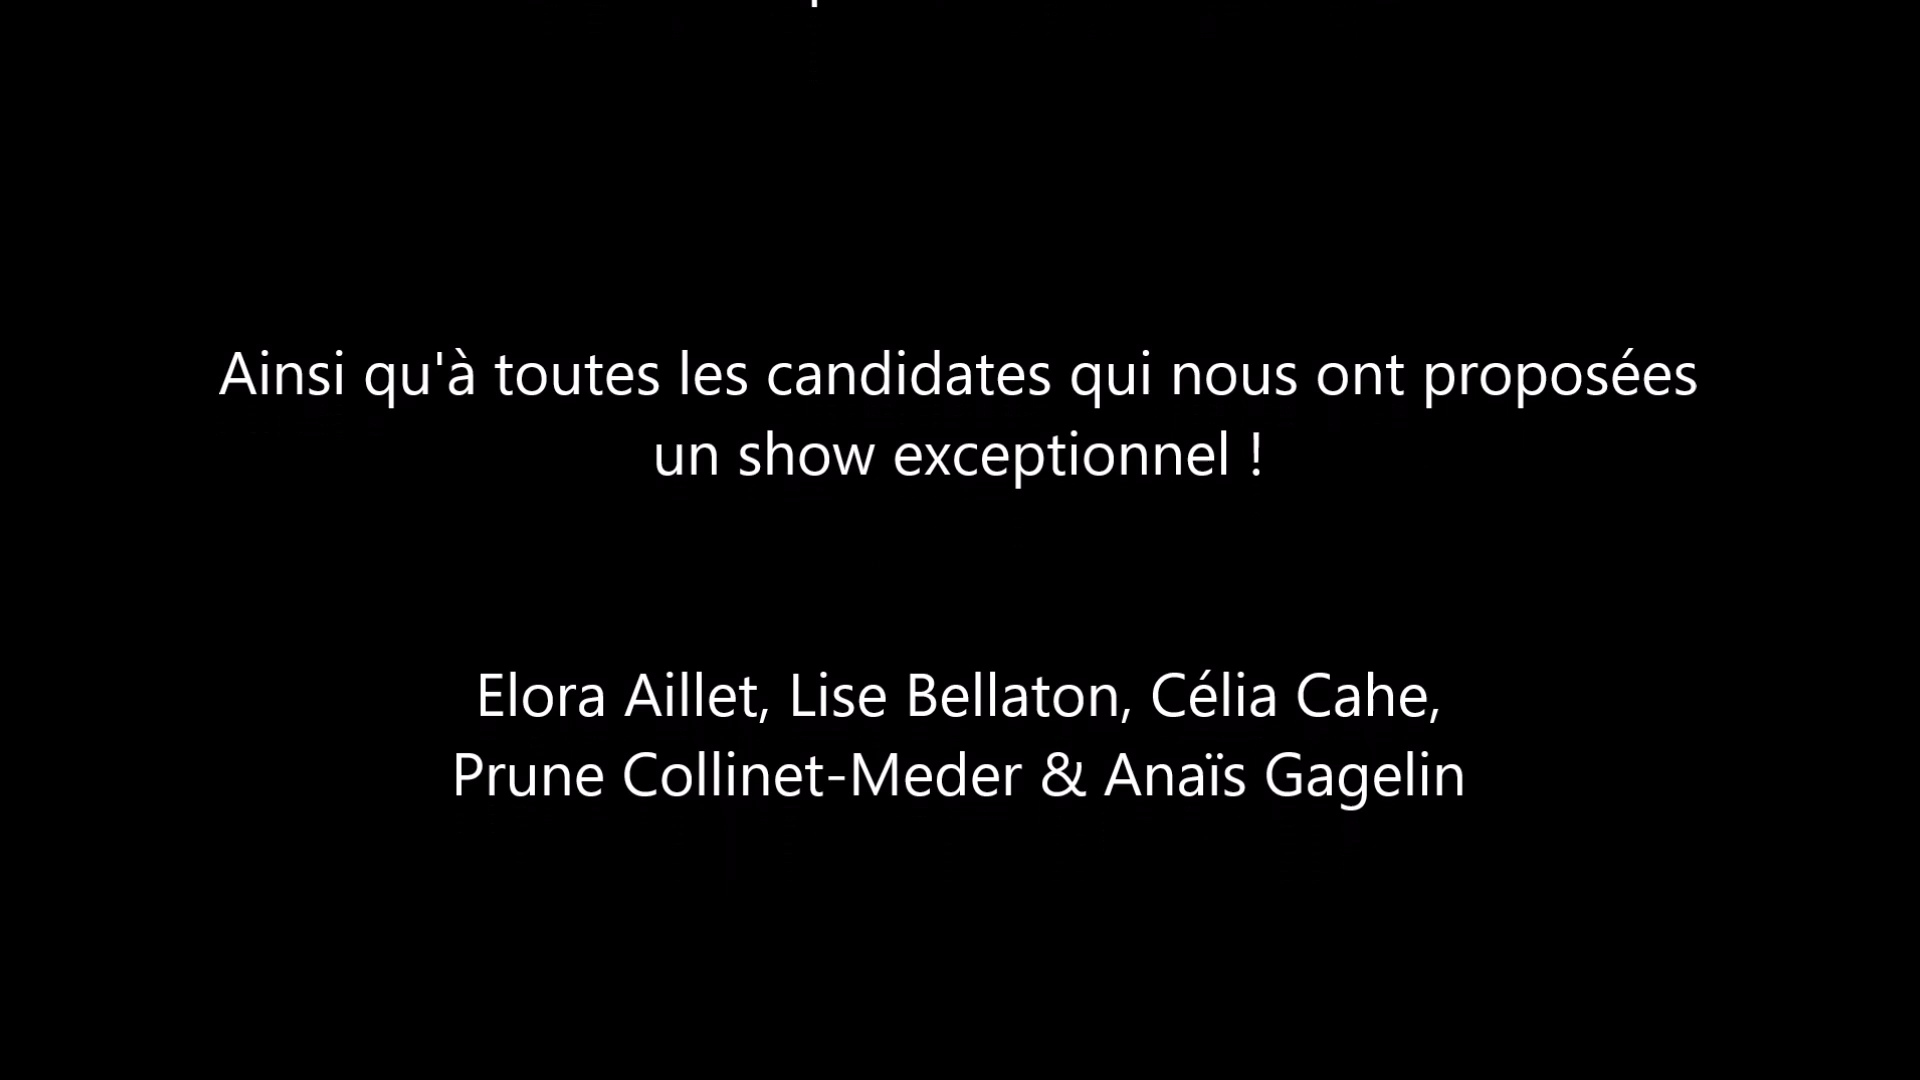 Ainsi qu'à toutes les candidates qui nous ont proposées
un show exceptionnel !
Elora Aillet, Lise Bellaton, Célia Cahe,
Prune Collinet-Meder & Anaïs Gagelin